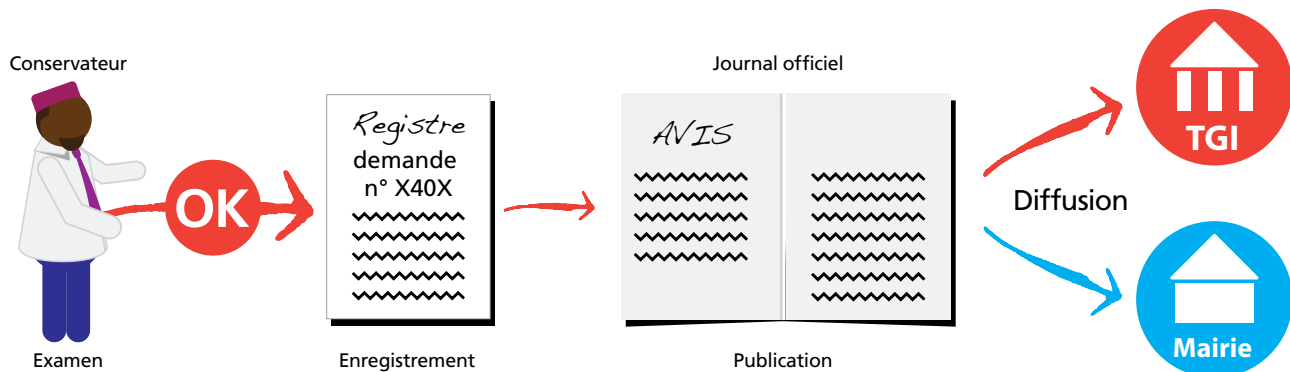 Conservateur
Examen
OK
Registre
demande
n° X40X
Enregistrement
Journal officiel
AVIS
Publication
Diffusion
TGI
Mairie